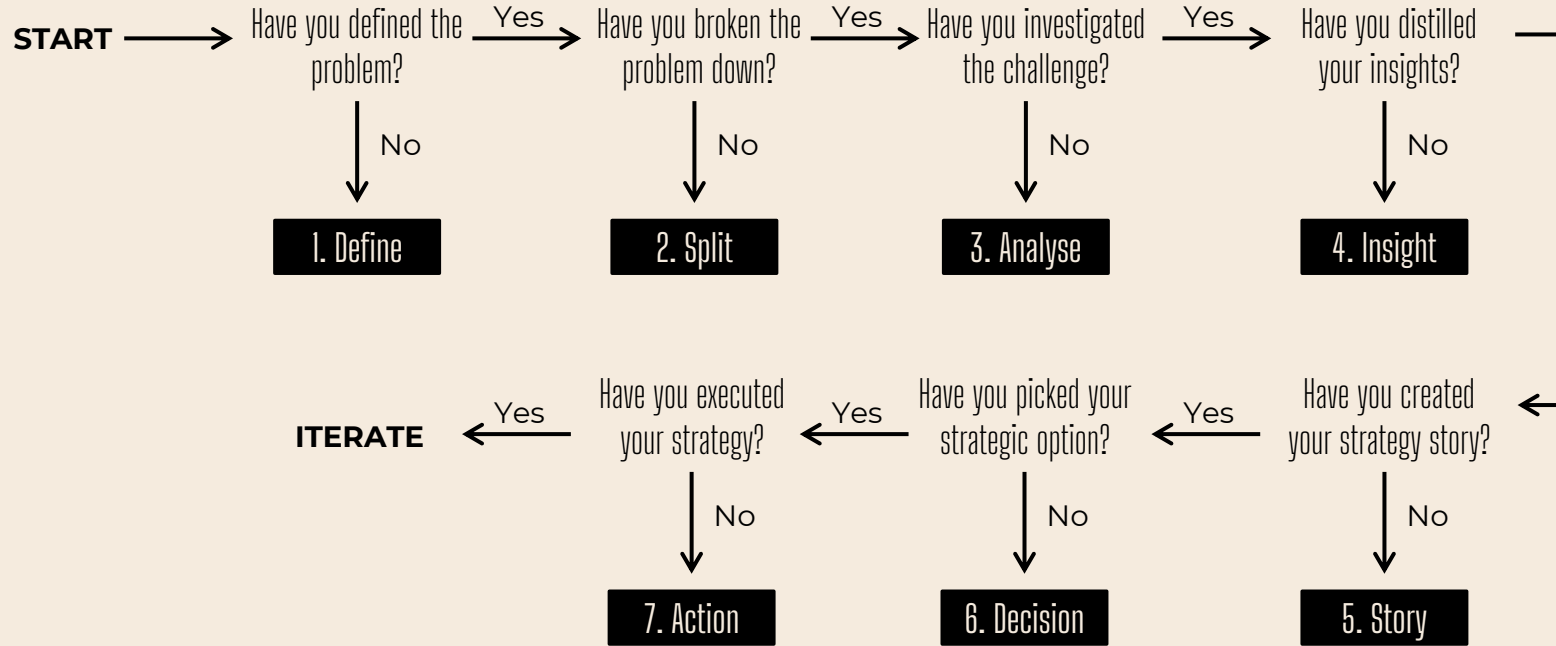 START
Have you defined the
problem?
Yes
Have you broken the
problem down?
Yes
Have you investigated
the challenge?
Yes
Have you distilled
your insights?
No
No
No
No
1. Define
2. Split
3. Analyse
4. Insight
ITERATE
Yes
Have you executed
your strategy?
Yes
Have you picked your
strategic option?
Yes
Have you created
your strategy story?
No
No
No
7. Action
6. Decision
5. Story